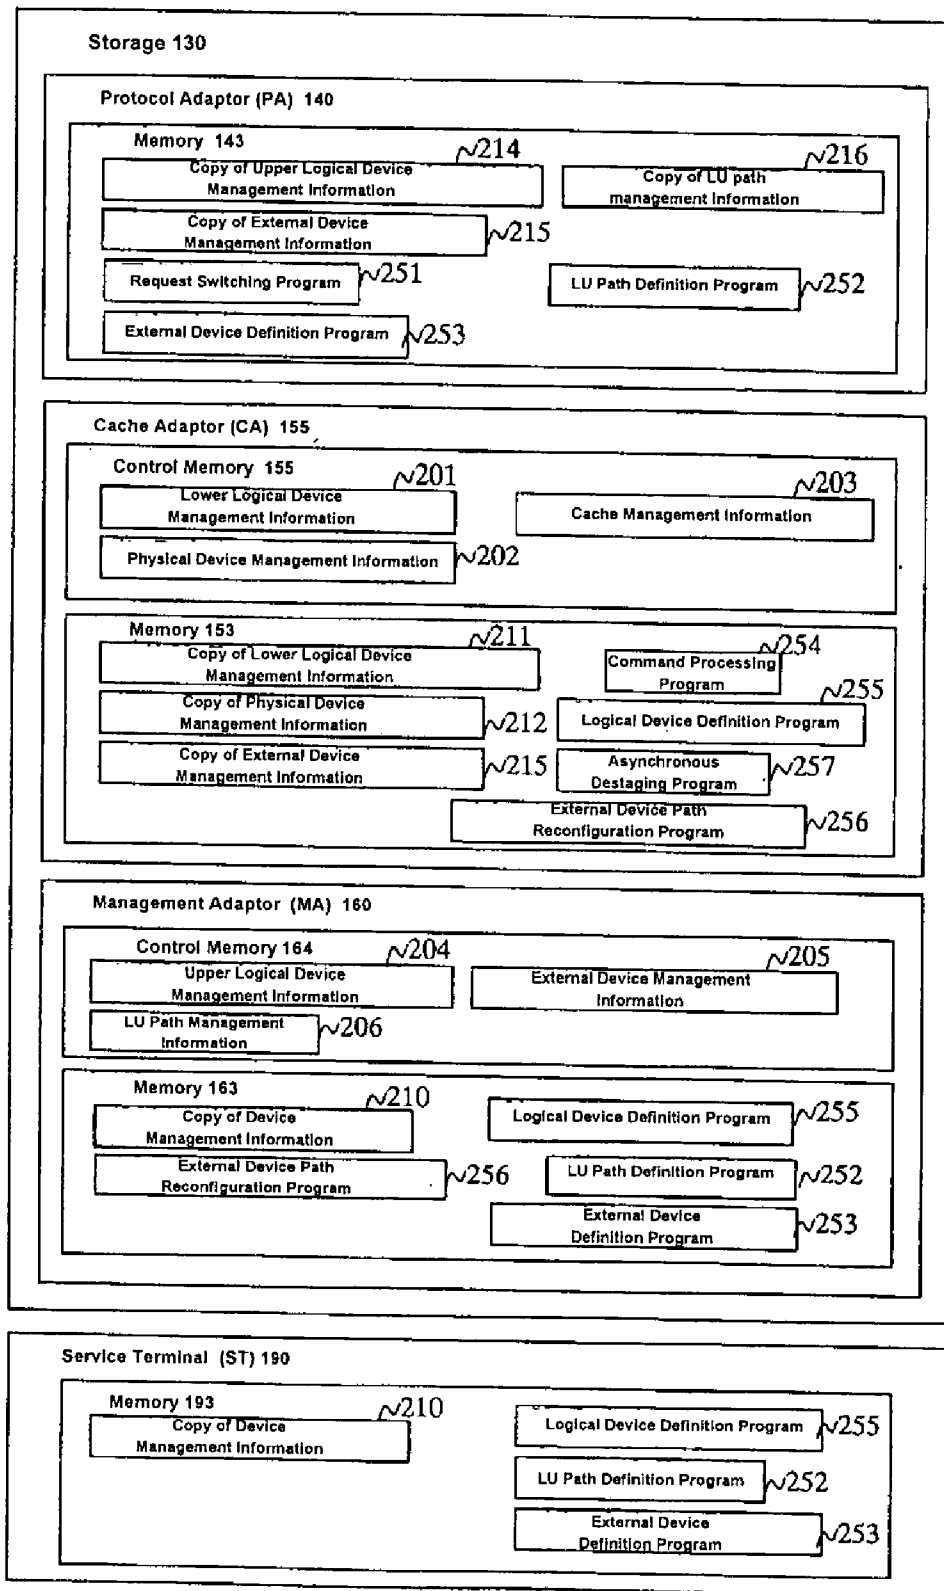 Storage 130
Protocol Adaptor (PA) 140
Memory 143
214
Copy of Upper Logical Device
Management Information
216
Copy of LU path
management Information
Copy of External Device
Management Information
215
Request Switching Program
251
LU Path Definition Program
252
External Device Definition Program
253
Cache Adaptor (CA) 155
Control Memory 155
201
Lower Logical Device
Management Information
203
Cache Management Information
Physical Device Management Information
202
Memory 153
211
Copy of Lower Logical Device
Management Information
254
Command Processing
Program
Copy of Physical Device
Management Information
212
255
Logical Device Definition Program
Copy of External Device
Management Information
215
Asynchronous
Destaging Program
257
External Device Path
Reconfiguration Program
256
Management Adaptor (MA) 160
Control Memory 164
204
Upper Logical Device
Management Information
205
External Device Management
Information
LU Path Management
Information
206
Memory 163
210
Copy of Device
Management Information
Logical Device Definition Program
255
External Device Path
Reconfiguration Program
256
LU Path Definition Program
252
External Device
Definition Program
253
Service Terminal (ST) 190
Memory 193
210
Copy of Device
Management Information
Logical Device Definition Program
255
LU Path Definition Program
252
External Device
Definition Program
253